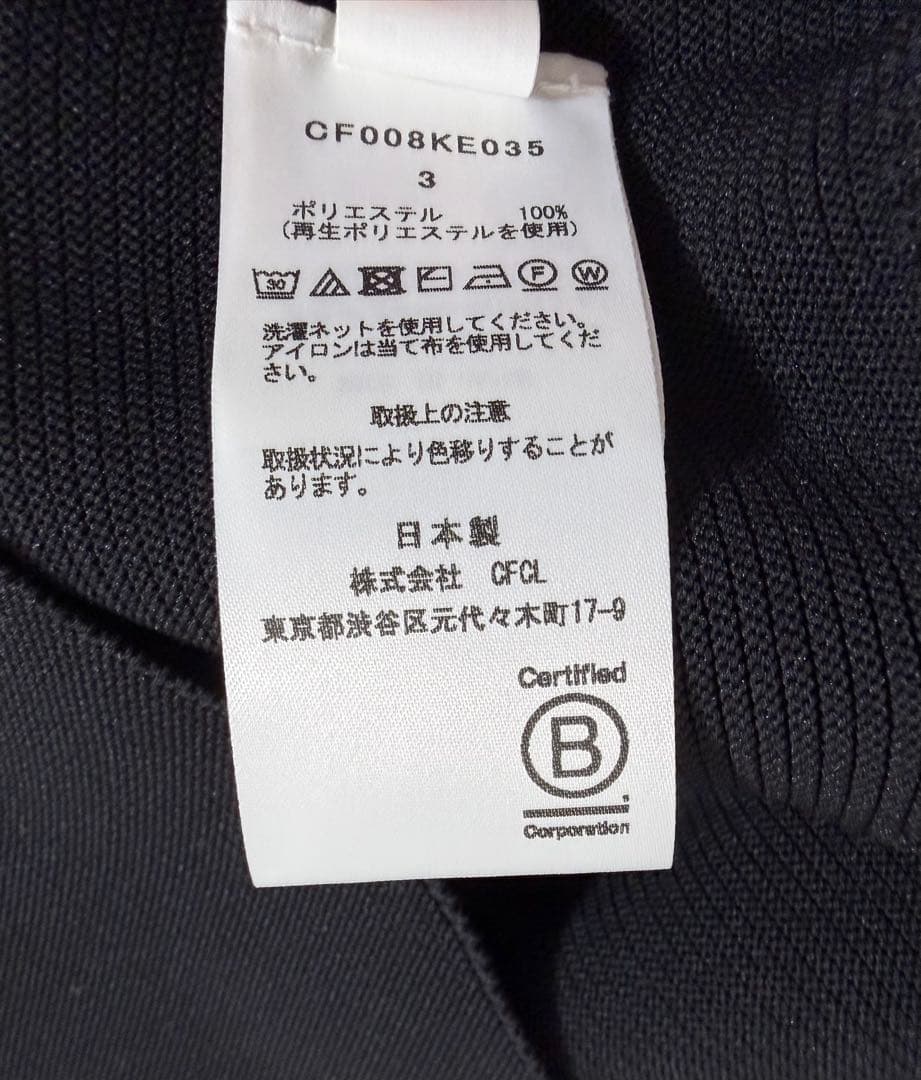 CF008KE035
3
ポリエステル 100%
(再生ポリエステルを使用)
30 F W
洗濯ネットを使用してください。
アイロンは当て布を使用してくだ
さい。
取扱上の注意
取扱状況により色移りすることが
あります。
日本製
株式会社 CFCL
東京都渋谷区元代々木町17-9
Certified
B
Corporation